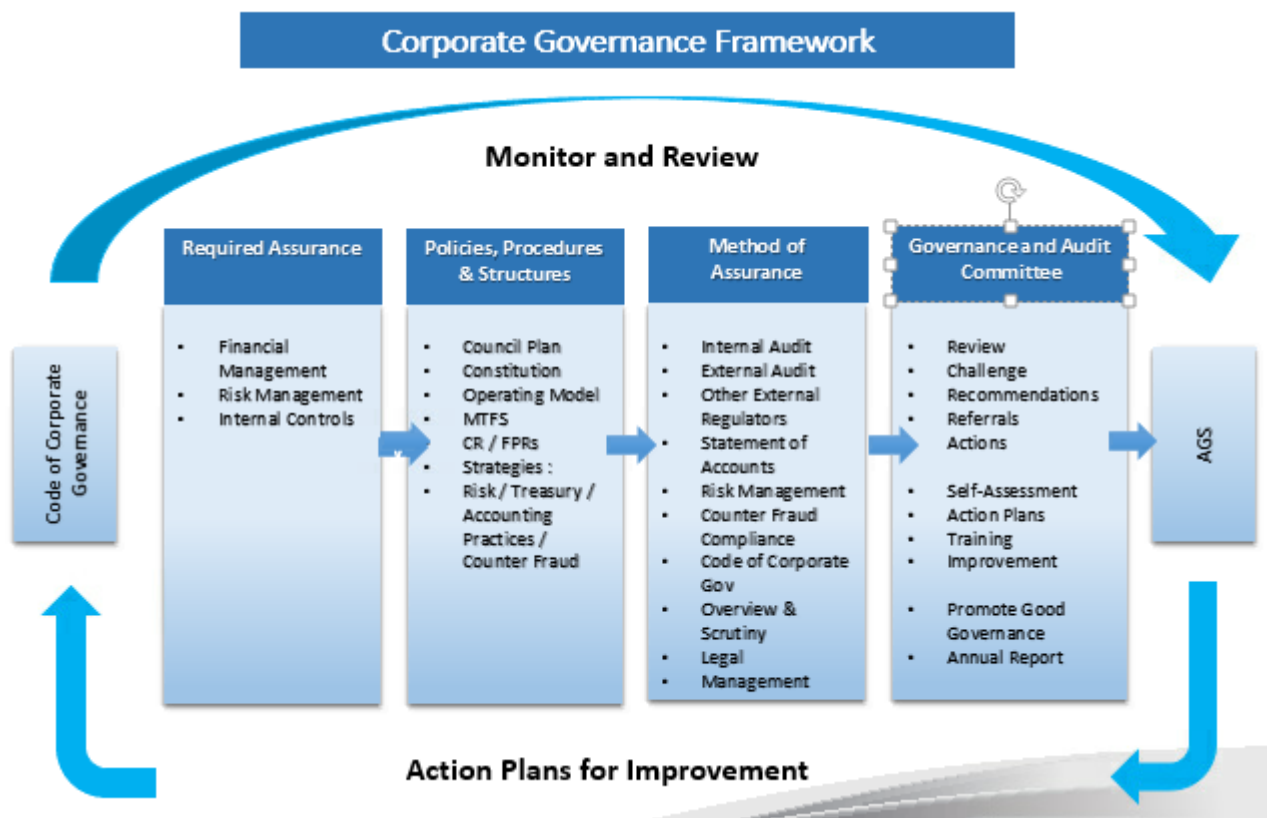 Corporate Governance Framework
Monitor and Review
Code of Corporate
Governance
Required Assurance
• Financial
Management
• Risk Management
• Internal Controls
x
Policies, Procedures
& Structures
• Council Plan
• Constitution
• Operating Model
• MTFS
CR / FPRs
• Strategies :
• Risk / Treasury /
Accounting
Practices /
Counter Fraud
Method of
Assurance
• Internal Audit
• External Audit
• Other External
Regulators
• Statement of
Accounts
• Risk Management
• Counter Fraud
Compliance
• Code of Corporate
Gov
• Overview &
Scrutiny
• Legal
• Management
Governance and Audit
Committee
• Review
• Challenge
• Recommendations
• Referrals
• Actions
• Self-Assessment
• Action Plans
• Training
• Improvement
• Promote Good
Governance
• Annual Report
AGS
Action Plans for Improvement